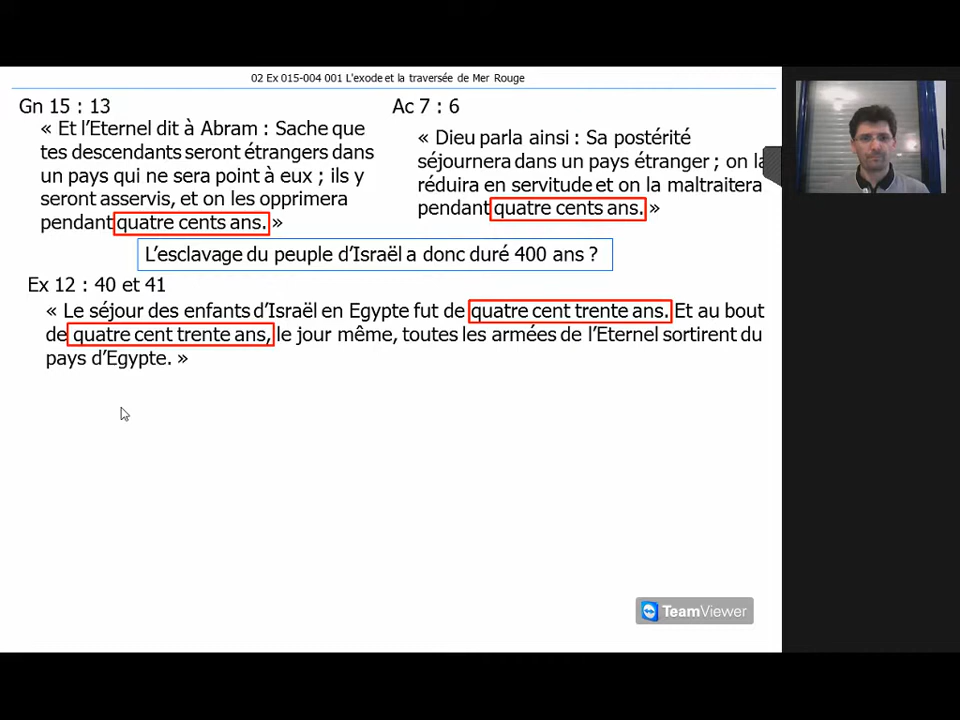 02 Ex 015-004 001 L'exode et la traversée de Mer Rouge
Gn 15 : 13
« Et l'Eternel dit à Abram : Sache que
tes descendants seront étrangers dans
un pays qui ne sera point à eux ; ils y
seront asservis, et on les opprimera
pendant quatre cents ans. »
Ac 7 : 6
« Dieu parla ainsi : Sa postérité
séjournera dans un pays étranger ; on la
réduira en servitude et on la maltraitera
pendant quatre cents ans. »
L'esclavage du peuple d'Israël a donc duré 400 ans ?
Ex 12 : 40 et 41
« Le séjour des enfants d'Israël en Egypte fut de quatre cent trente ans. Et au bout
de quatre cent trente ans, le jour même, toutes les armées de l'Eternel sortirent du
pays d'Egypte. »
TeamViewer